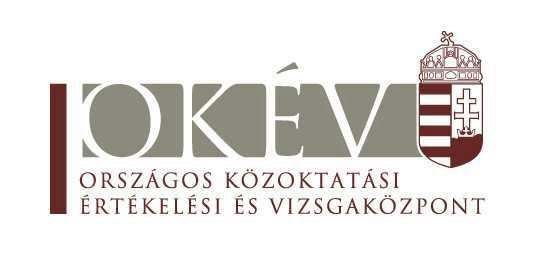 OKÉV
ORSZÁGOS KÖZOKTATÁSI
ÉRTÉKELÉSI ÉS VIZSGAKÖZPONT